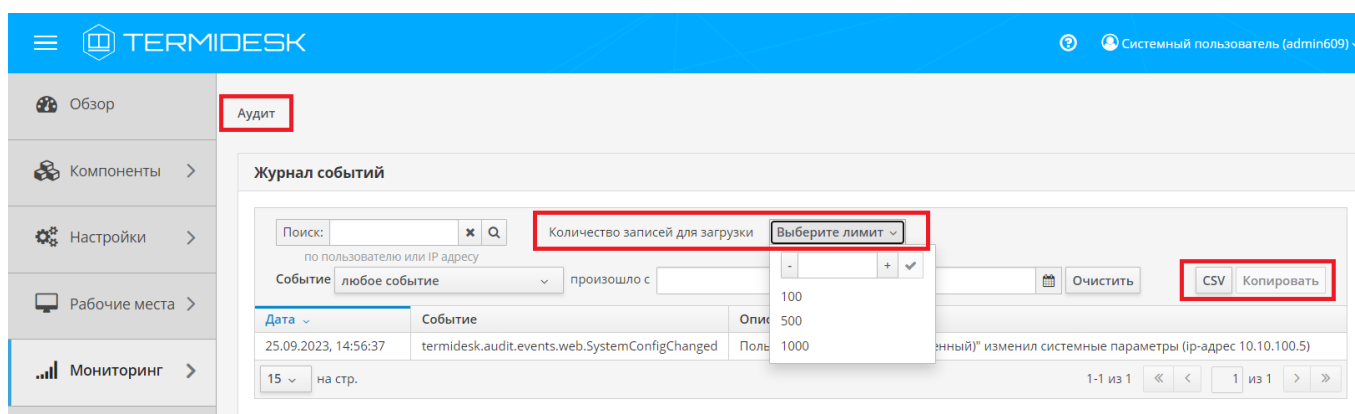 TERMIDESK
Системный пользователь (admin609)
Обзор
Компоненты
Настройки
Рабочие места
Мониторинг
Аудит
Журнал событий
Поиск:
Количество записей для загрузки Выберите лимит
по пользователю или IP адресу
- +
Событие любое событие произошло с Очистить CSV Копировать
100
500
1000
Дата Событие
25.09.2023, 14:56:37 termidesk.audit.events.web.SystemConfigChanged изменил системные параметры (ip-адрес 10.10.100.5)
15 на стр. 1-1 из 1 « < 1 из 1 > »